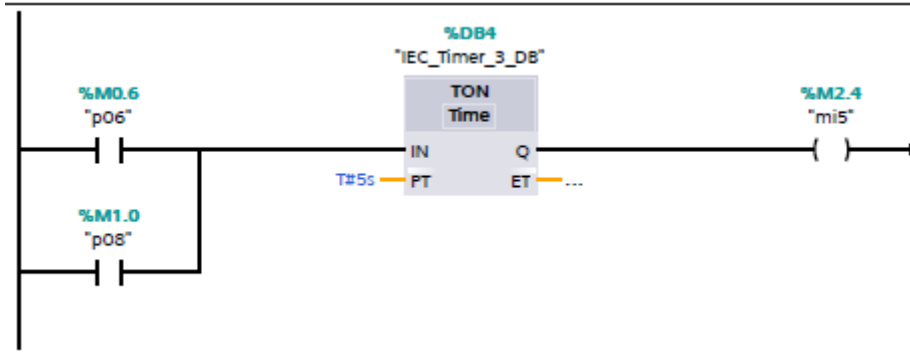 %DB4
"IEC_Timer_3_DB"
%M0.6
"p06"
TON
Time
%M2.4
"mi5"
IN
Q
T#5s
PT
ET
...
%M1.0
"p08"